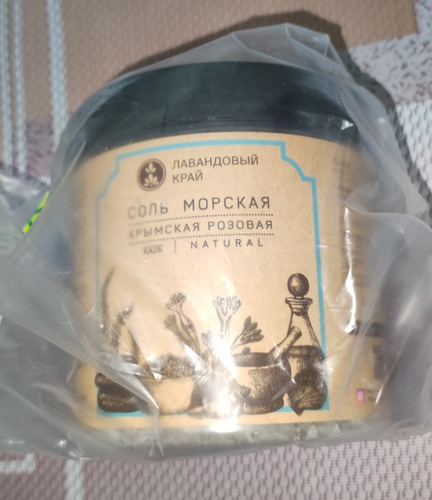 ЛАВАНДОВЫЙ
КРАЙ
СОЛЬ МОРСКАЯ
КРЫМСКАЯ РОЗОВАЯ
100% NATURAL